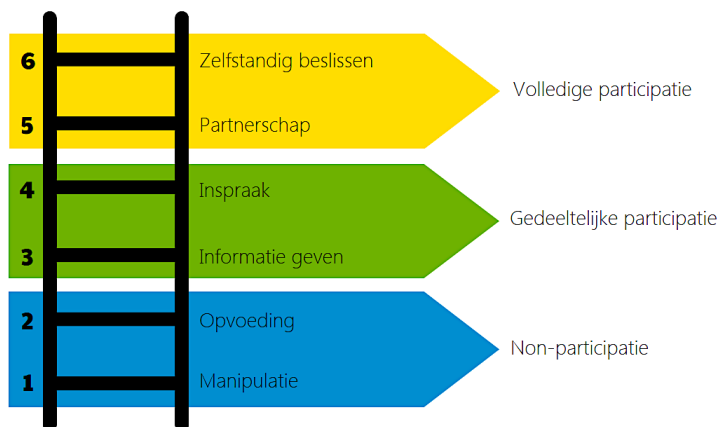 6 Zelfstandig beslissen
Volledige participatie
5 Partnerschap
4 Inspraak
Gedeeltelijke participatie
3 Informatie geven
2 Opvoeding
Non-participatie
1 Manipulatie